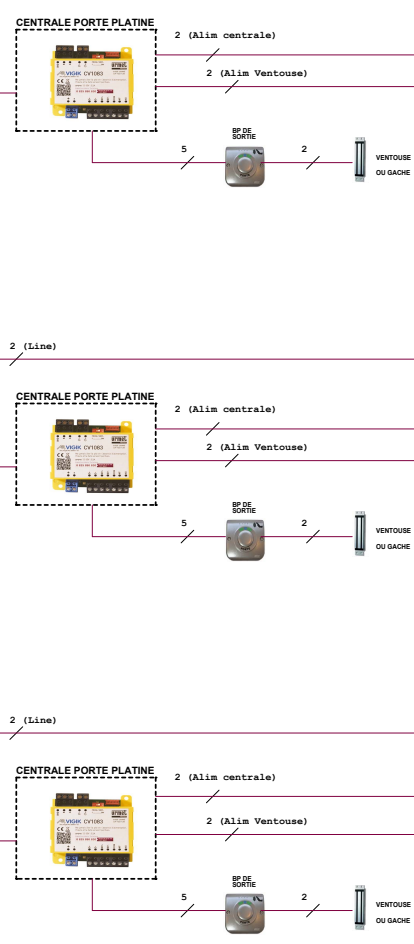 CENTRALE PORTE PLATINE
2 (Alim centrale)
2 (Alim Ventouse)
VIGIK CV1083
5
BP DE
SORTIE
2
VENTOUSE
OU GACHE
2 (Line)
CENTRALE PORTE PLATINE
2 (Alim centrale)
2 (Alim Ventouse)
VIGIK CV1083
5
BP DE
SORTIE
2
VENTOUSE
OU GACHE
2 (Line)
CENTRALE PORTE PLATINE
2 (Alim centrale)
2 (Alim Ventouse)
VIGIK CV1083
5
BP DE
SORTIE
2
VENTOUSE
OU GACHE